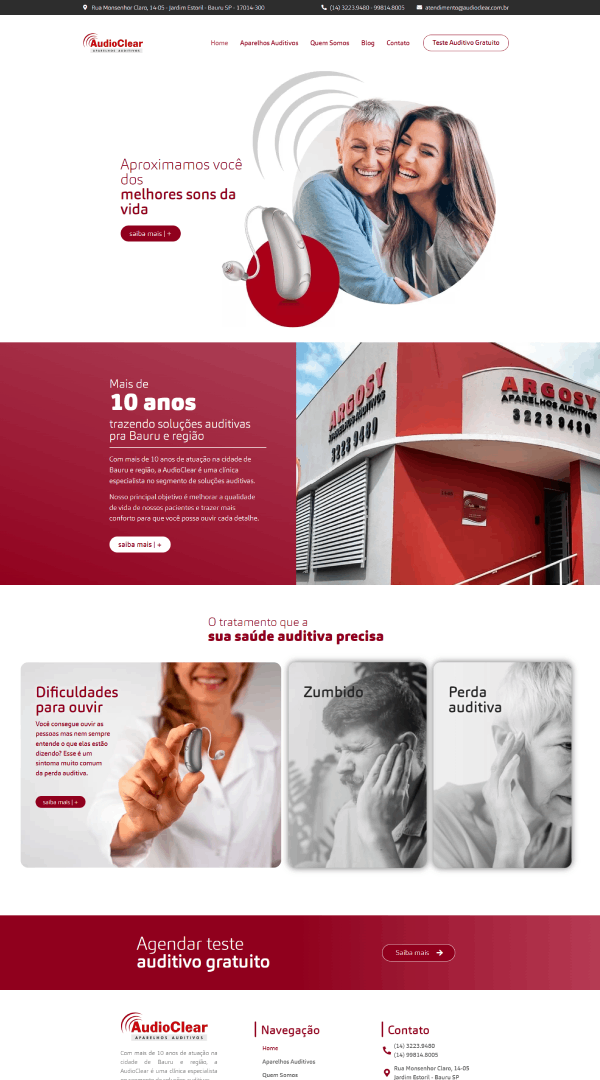 Rua Monsenhor Claro, 14-05 - Jardim Estoril - Bauru SP - 17014-300
(14) 3223.9480 - 99814.8005
atendimento@audioclear.com.br
AudioClear
APARELHOS AUDITIVOS
Home
Aparelhos Auditivos
Quem Somos
Blog
Contato
Teste Auditivo Gratuito
Aproximamos você
dos
melhores sons da
vida
saiba mais | +
Mais de
10 anos
trazendo soluções auditivas
pra Bauru e região
Com mais de 10 anos de atuação na cidade de
Bauru e região, a AudioClear é uma clínica
especialista no segmento de soluções auditivas.
Nosso principal objetivo é melhorar a qualidade
de vida de nossos pacientes e trazer mais
conforto para que você possa ouvir cada detalhe.
saiba mais | +
ARGOSY
APARELHOS AUDITIVOS
3223 9480
ARGOSY
APARELHOS AUDITIVOS
3223 9480
O tratamento que a
sua saúde auditiva precisa
Dificuldades
para ouvir
Você consegue ouvir as
pessoas mas nem sempre
entende o que elas estão
dizendo? Esse é um
sintoma muito comum
da perda auditiva.
saiba mais | +
Zumbido
Perda
auditiva
Agendar teste
auditivo gratuito
Saiba mais
AudioClear
APARELHOS AUDITIVOS
Com mais de 10 anos de atuação na
cidade de Bauru e região, a
AudioClear é uma clínica especialista
Navegação
Home
Aparelhos Auditivos
Quem Somos
Contato
(14) 3223.9480
(14) 99814.8005
Rua Monsenhor Claro, 14-05
Jardim Estoril - Bauru SP